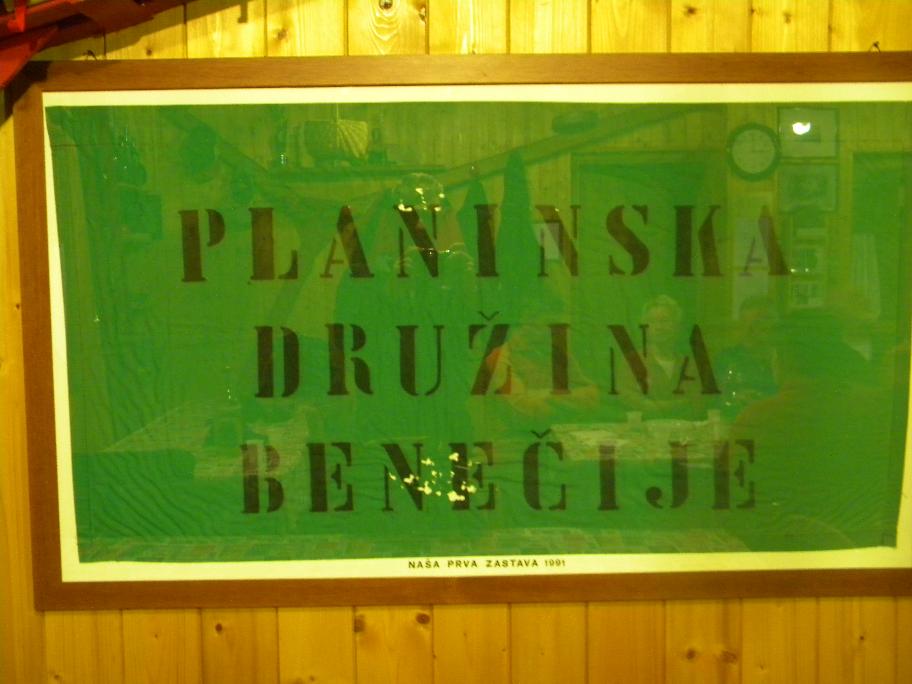 PLANINSKA
DRUŽINA
BENEČIJE
NAŠA PRVA ZASTAVA 1991